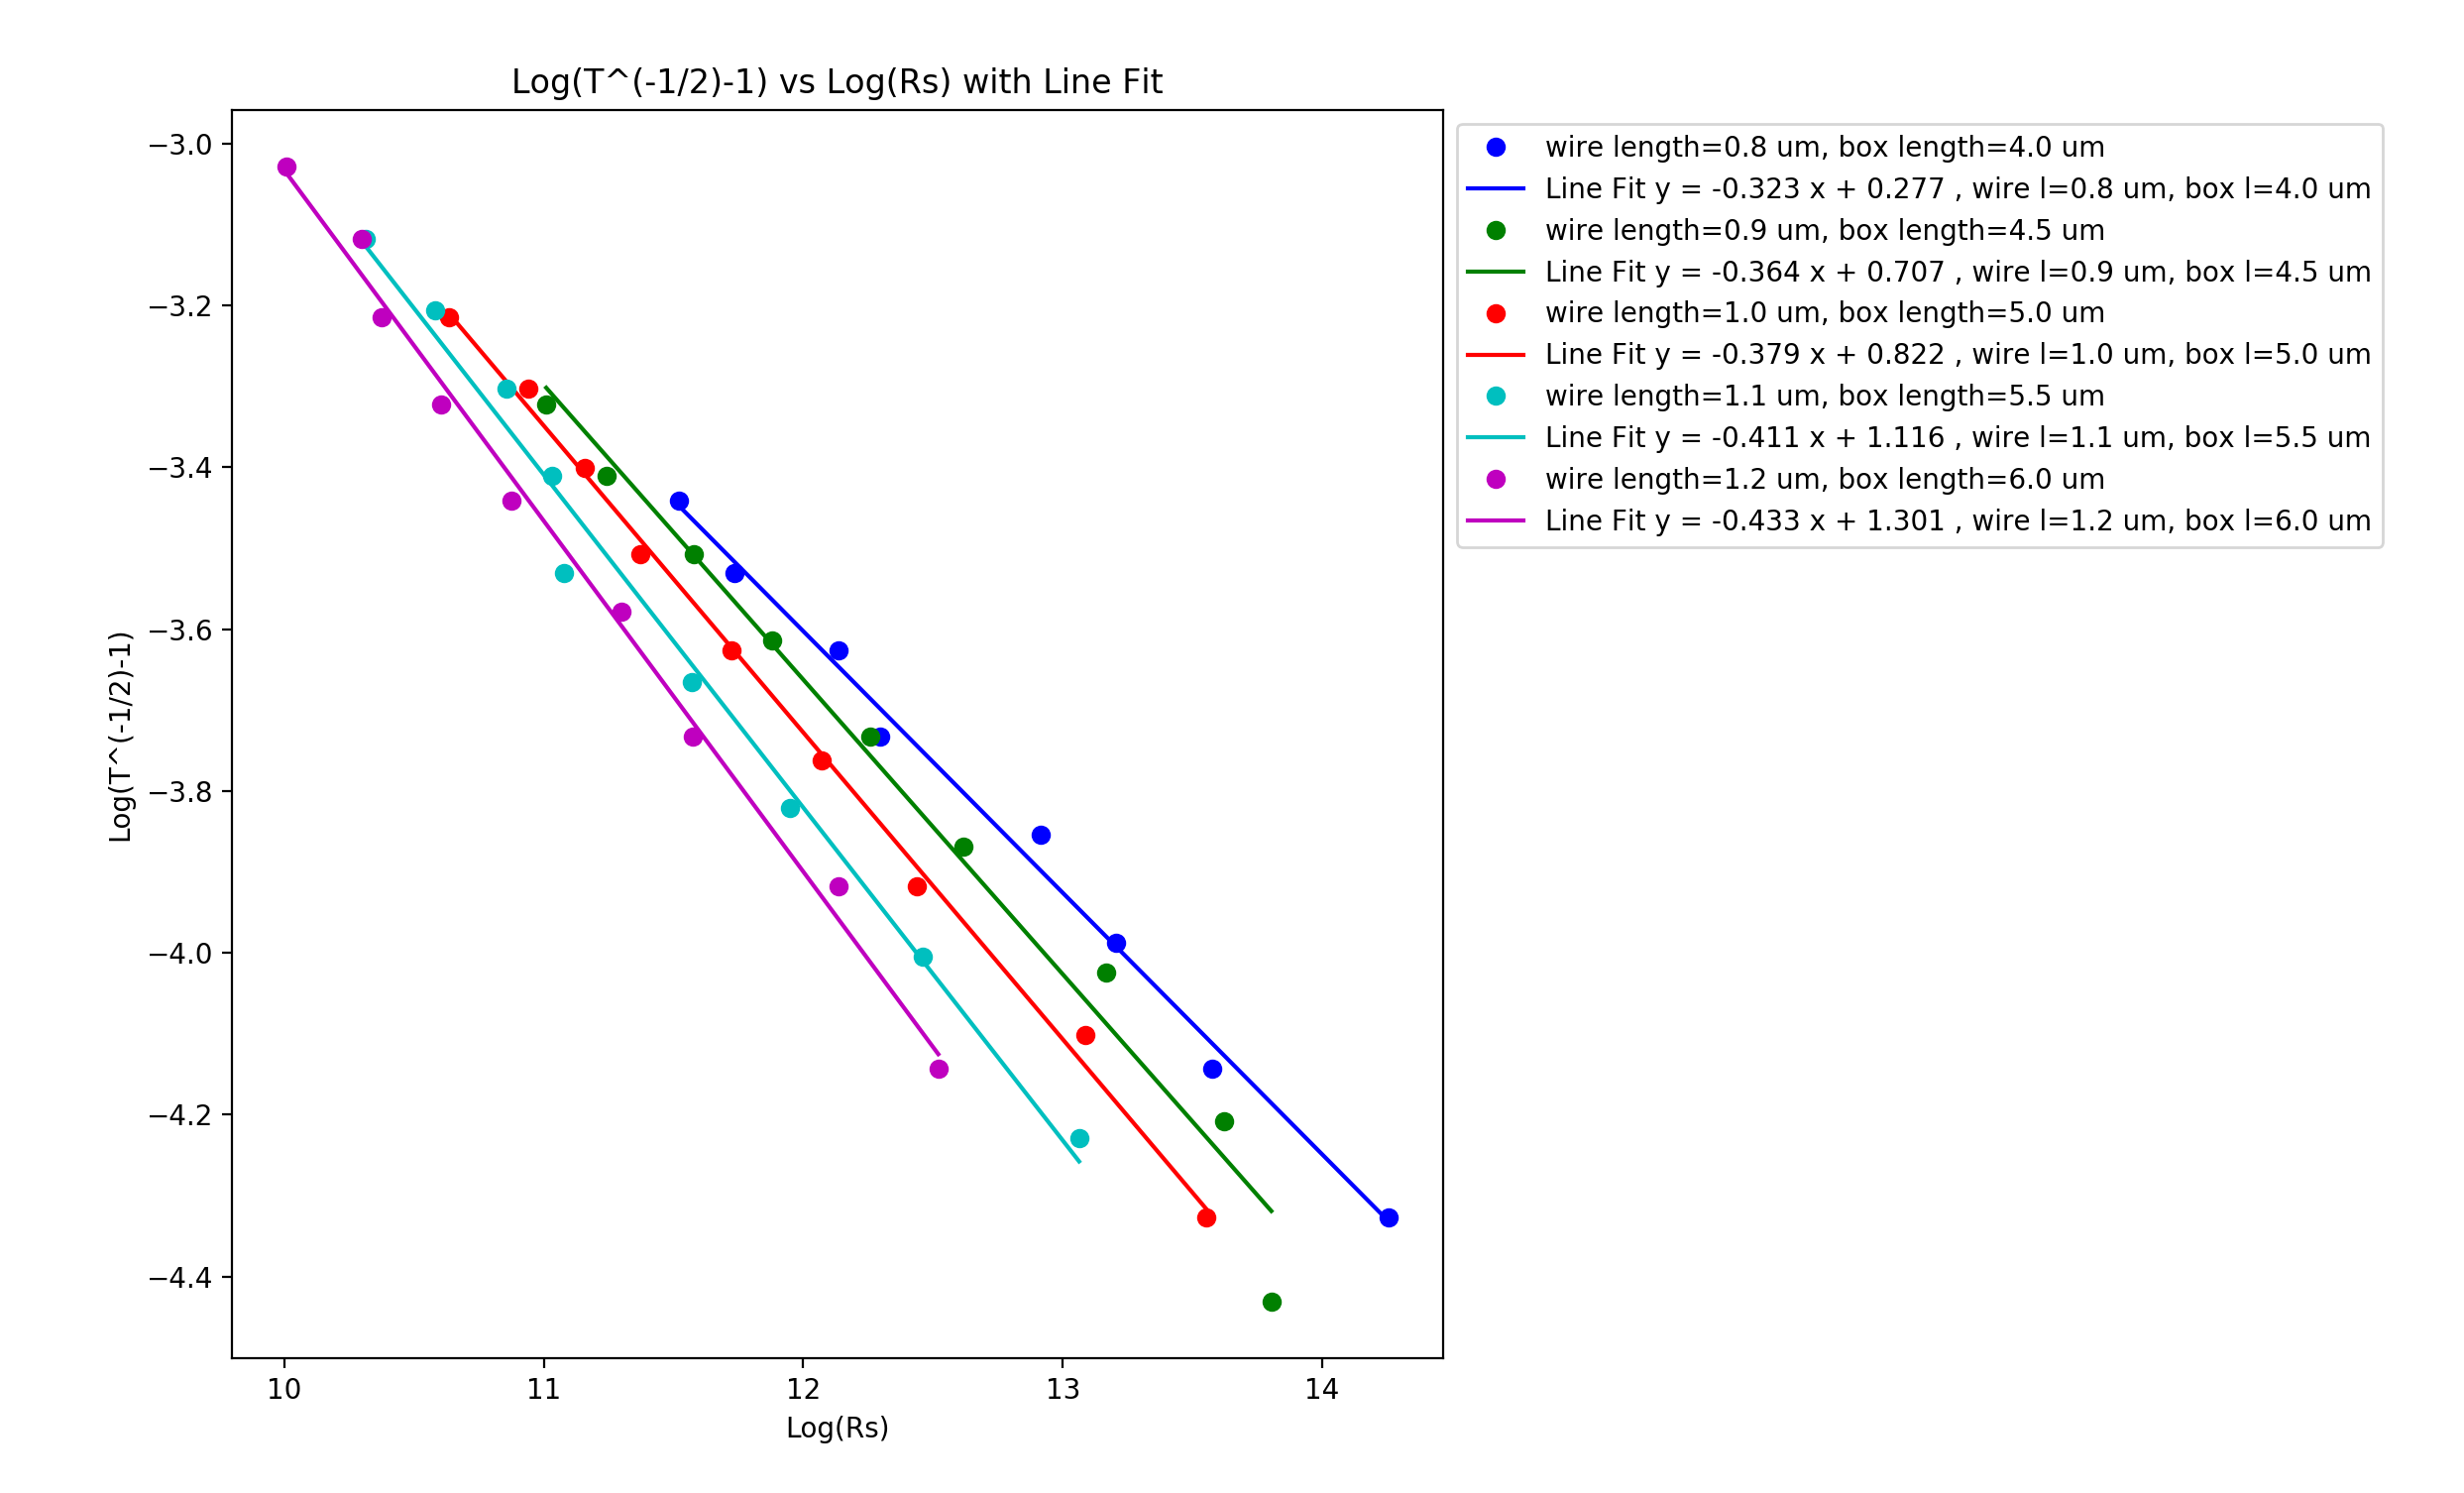 Log(T^(-1/2)-1) vs Log(Rs) with Line Fit
wire length=0.8 um, box length=4.0 um
Line Fit y = -0.323 x + 0.277 , wire l=0.8 um, box l=4.0 um
wire length=0.9 um, box length=4.5 um
Line Fit y = -0.364 x + 0.707 , wire l=0.9 um, box l=4.5 um
wire length=1.0 um, box length=5.0 um
Line Fit y = -0.379 x + 0.822 , wire l=1.0 um, box l=5.0 um
wire length=1.1 um, box length=5.5 um
Line Fit y = -0.411 x + 1.116 , wire l=1.1 um, box l=5.5 um
wire length=1.2 um, box length=6.0 um
Line Fit y = -0.433 x + 1.301 , wire l=1.2 um, box l=6.0 um
Log(T^(-1/2)-1)
−3.0
−3.2
−3.4
−3.6
−3.8
−4.0
−4.2
−4.4
10 11 12 13 14
Log(Rs)